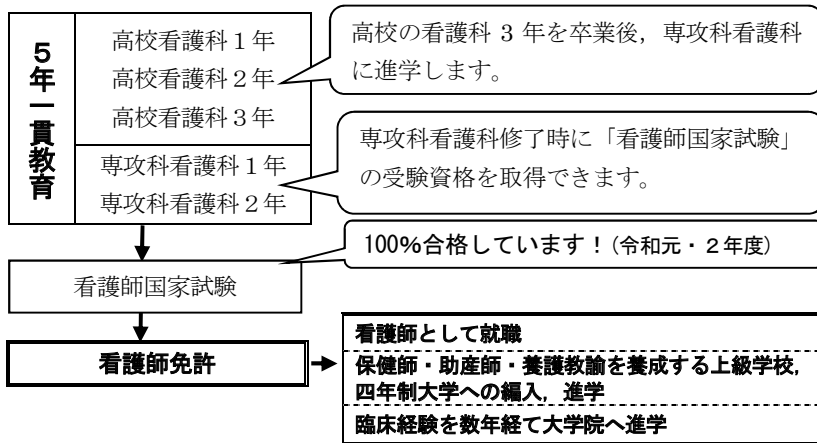 5年一貫教育
高校看護科１年
高校看護科２年
高校看護科３年
高校の看護科 3 年を卒業後，専攻科看護科
に進学します。
専攻科看護科１年
専攻科看護科２年
専攻科看護科修了時に「看護師国家試験」
の受験資格を取得できます。
看護師国家試験
100%合格しています！（令和元・２年度）
看護師免許
看護師として就職
保健師・助産師・養護教諭を養成する上級学校，
四年制大学への編入，進学
臨床経験を数年経て大学院へ進学